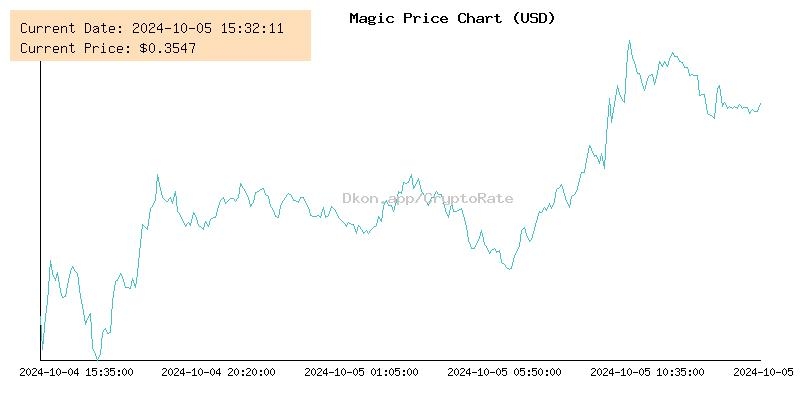 Magic Price Chart (USD)
Current Date: 2024-10-05 15:32:11
Current Price: $0.3547
Dkon.app/CryptoRate
2024-10-04 15:35:00 2024-10-04 20:20:00 2024-10-05 01:05:00 2024-10-05 05:50:00 2024-10-05 10:35:00 2024-10-05